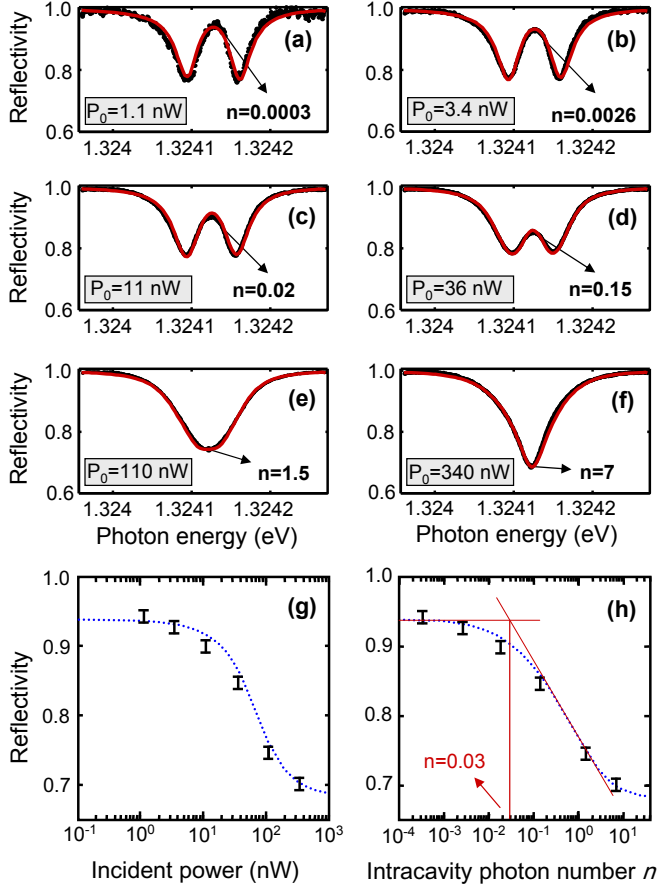 Reflectivity
1.0
0.8
0.6
(a)
P₀=1.1 nW
n=0.0003
1.324 1.3241 1.3242
1.0
0.8
0.6
(b)
P₀=3.4 nW
n=0.0026
1.324 1.3241 1.3242
Reflectivity
1.0
0.8
0.6
(c)
P₀=11 nW
n=0.02
1.324 1.3241 1.3242
1.0
0.8
0.6
(d)
P₀=36 nW
n=0.15
1.324 1.3241 1.3242
Reflectivity
1.0
0.8
0.6
(e)
P₀=110 nW
n=1.5
1.324 1.3241 1.3242
Photon energy (eV)
1.0
0.8
0.6
(f)
P₀=340 nW
n=7
1.324 1.3241 1.3242
Photon energy (eV)
Reflectivity
1.0
0.9
0.8
0.7
(g)
10⁻¹ 10⁰ 10¹ 10² 10³
Incident power (nW)
1.0
0.9
0.8
0.7
(h)
n=0.03
10⁻⁴ 10⁻³ 10⁻² 10⁻¹ 10⁰ 10¹
Intracavity photon number n